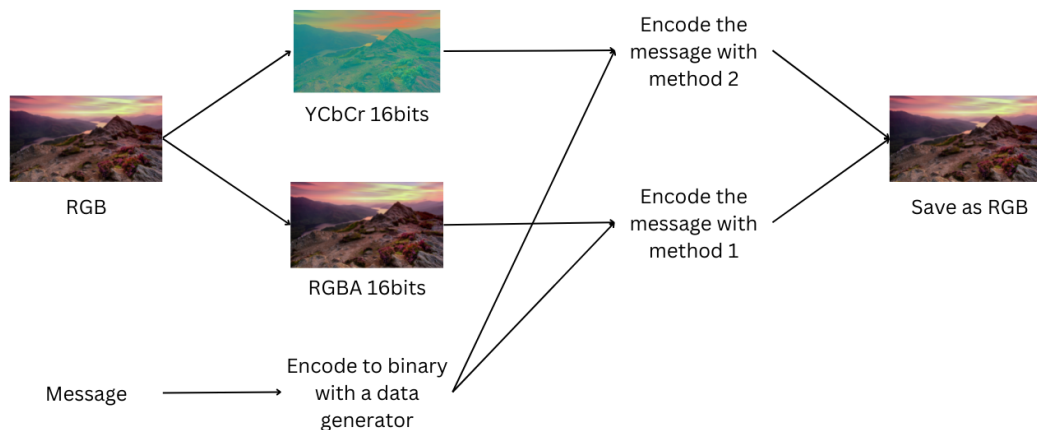 RGB
YCbCr 16bits
RGBA 16bits
Message
Encode to binary
with a data
generator
Encode the
message with
method 2
Encode the
message with
method 1
Save as RGB